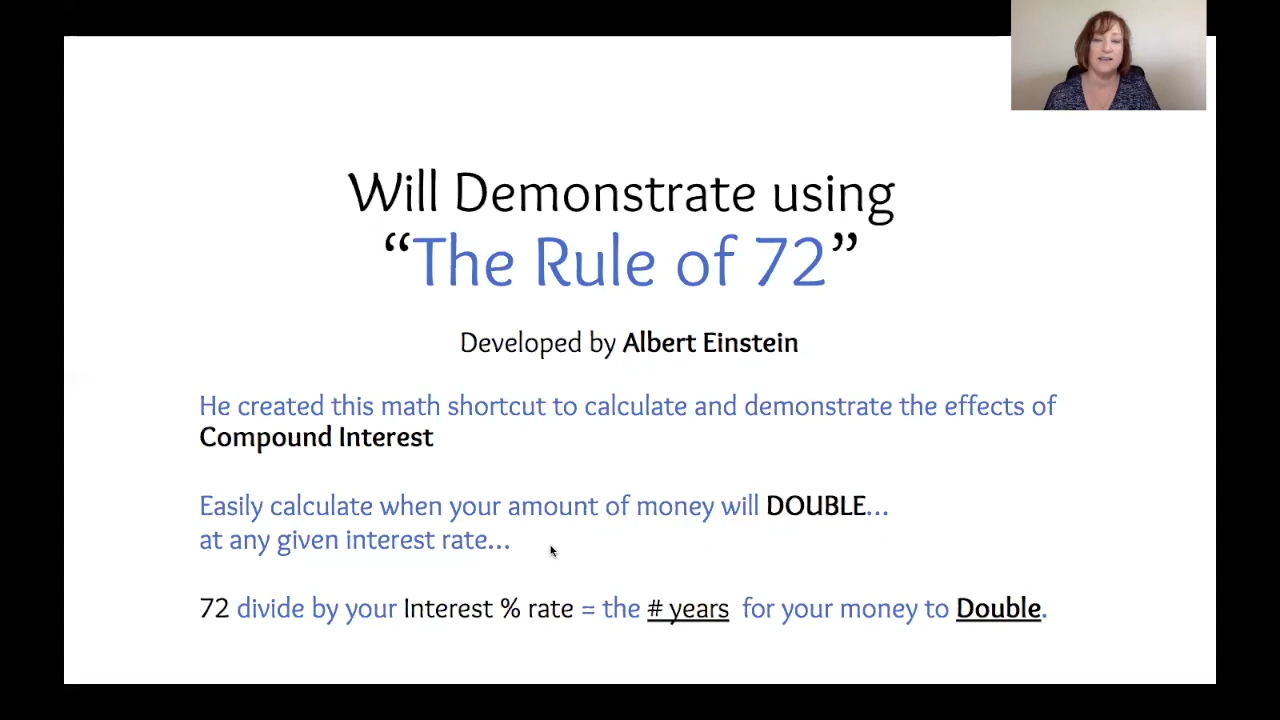 Will Demonstrate using
“The Rule of 72”
Developed by Albert Einstein
He created this math shortcut to calculate and demonstrate the effects of
Compound Interest
Easily calculate when your amount of money will DOUBLE…
at any given interest rate…
72 divide by your Interest % rate = the # years for your money to Double.